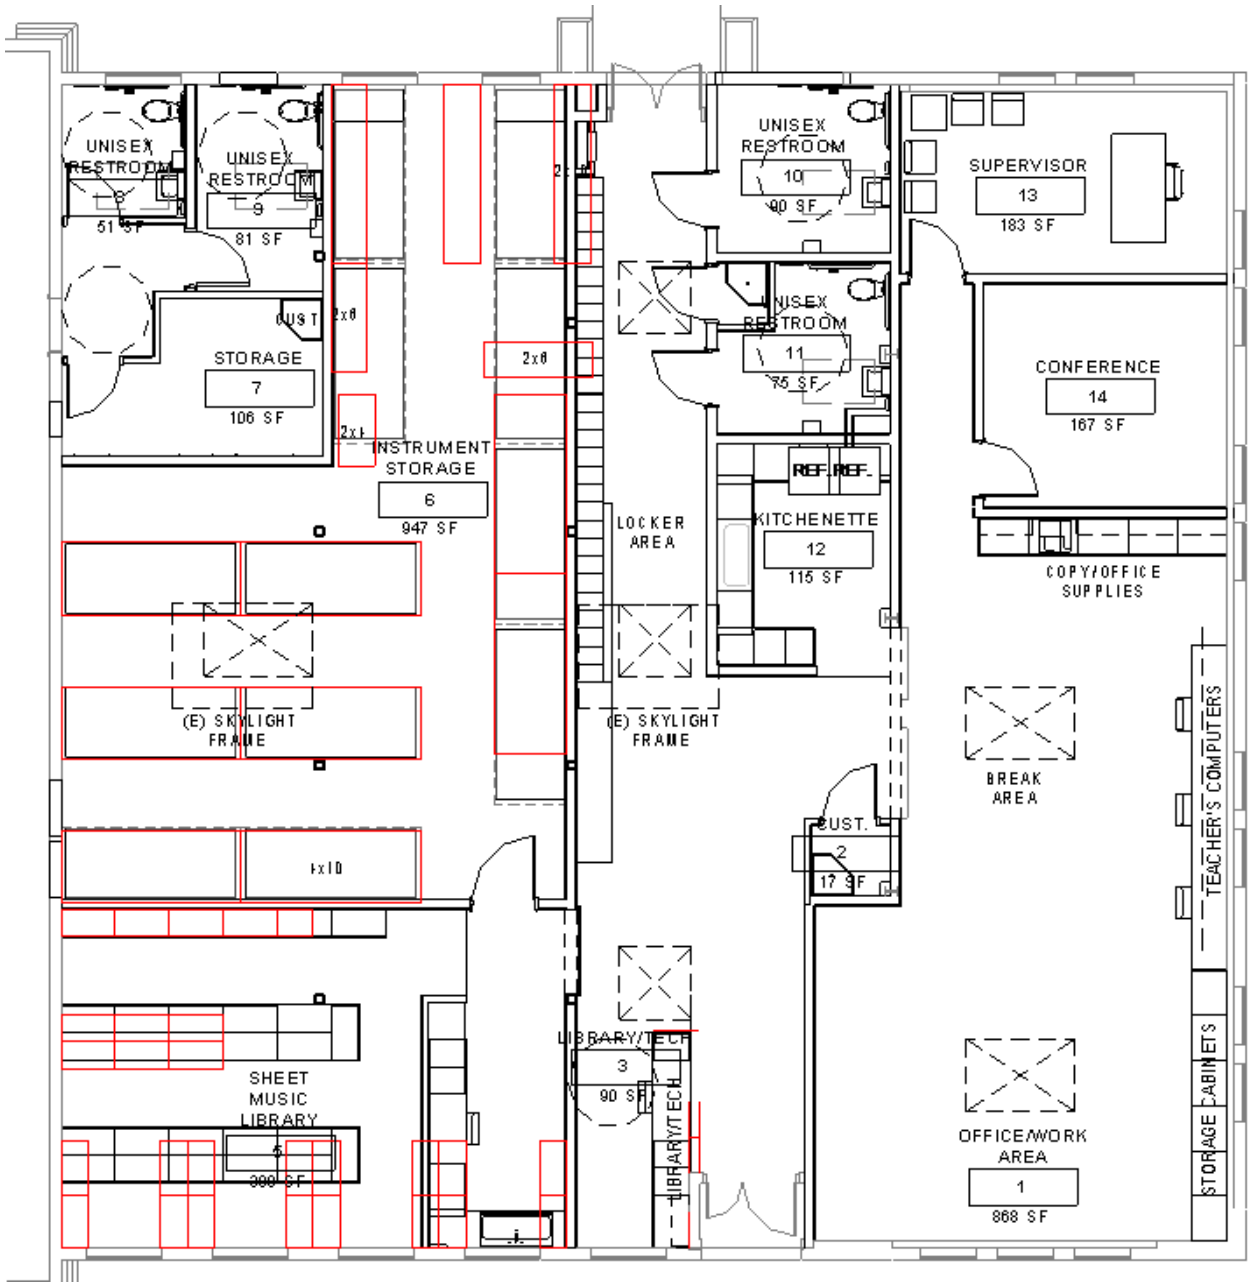 UNISEX
RESTROOM
8
51 SF
UNISEX
RESTROOM
9
81 SF
UNISEX
RESTROOM
10
90 SF
SUPERVISOR
13
183 SF
CUST
2x8
STORAGE
7
106 SF
2x8
UNISEX
RESTROOM
11
75 SF
CONFERENCE
14
167 SF
INSTRUMENT
STORAGE
6
947 SF
REF.
REF.
LOCKER
AREA
KITCHENETTE
12
115 SF
COPY/OFFICE
SUPPLIES
(E) SKYLIGHT
FRAME
(E) SKYLIGHT
FRAME
BREAK
AREA
TEACHER'S COMPUTERS
CUST.
2
17 SF
4x10
LIBRARY/TECH
3
90 SF
LIBRARY/TECH
SHEET
MUSIC
LIBRARY
5
STORAGE CABINETS
OFFICE/WORK
AREA
1
868 SF